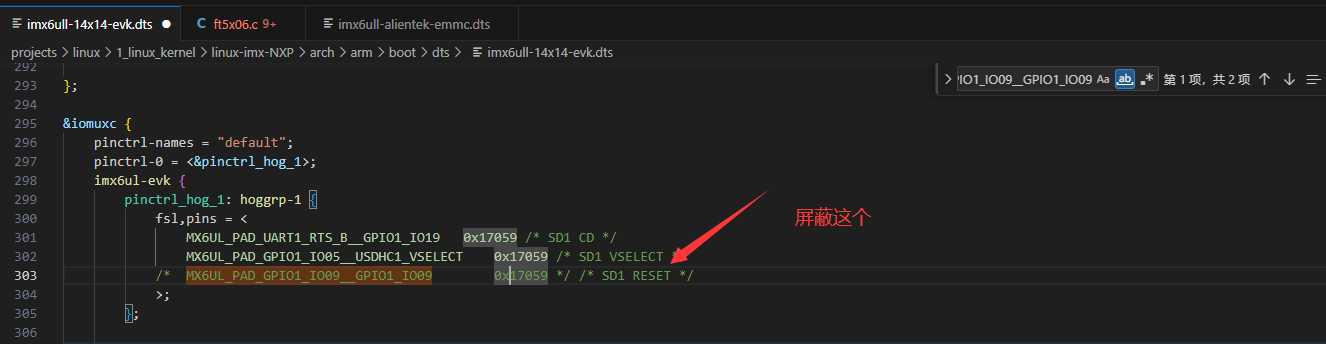 imx6ull-14x14-evk.dts
C ft5x06.c 9+
imx6ull-alientek-emmc.dts
projects > linux > 1_linux_kernel > linux-imx-NXP > arch > arm > boot > dts > imx6ull-14x14-evk.dts
PIO1_IO09__GPIO1_IO09 Aa ab .* 第 1 项, 共 2 项
292
293 };
294
295 &iomuxc {
296 pinctrl-names = "default";
297 pinctrl-0 = <&pinctrl_hog_1>;
298 imx6ul-evk {
299 pinctrl_hog_1: hoggrp-1 {
300 fsl,pins = <
301 MX6UL_PAD_UART1_RTS_B__GPIO1_IO19 0x17059 /* SD1 CD */
302 MX6UL_PAD_GPIO1_IO05__USDHC1_VSELECT 0x17059 /* SD1 VSELECT */
303 /* MX6UL_PAD_GPIO1_IO09__GPIO1_IO09 0x17059 */ /* SD1 RESET */
304 >;
305 };
306
屏蔽这个